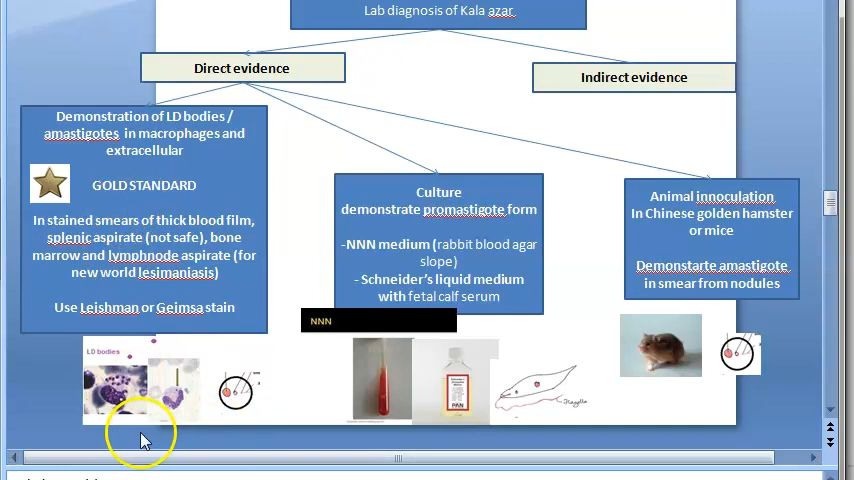 Lab diagnosis of Kala azar
Direct evidence
Indirect evidence
Demonstration of LD bodies /
amastigotes in macrophages and
extracellular
GOLD STANDARD
In stained smears of thick blood film,
splenic aspirate (not safe), bone
marrow and lymphnode aspirate (for
new world lesimaniasis)
Use Leishman or Geimsa stain
Culture
demonstrate promastigote form
-NNN medium (rabbit blood agar
slope)
- Schneider's liquid medium
with fetal calf serum
Animal innoculation
In Chinese golden hamster
or mice
Demonstarte amastigote
in smear from nodules
NNN
LD bodies
PAN